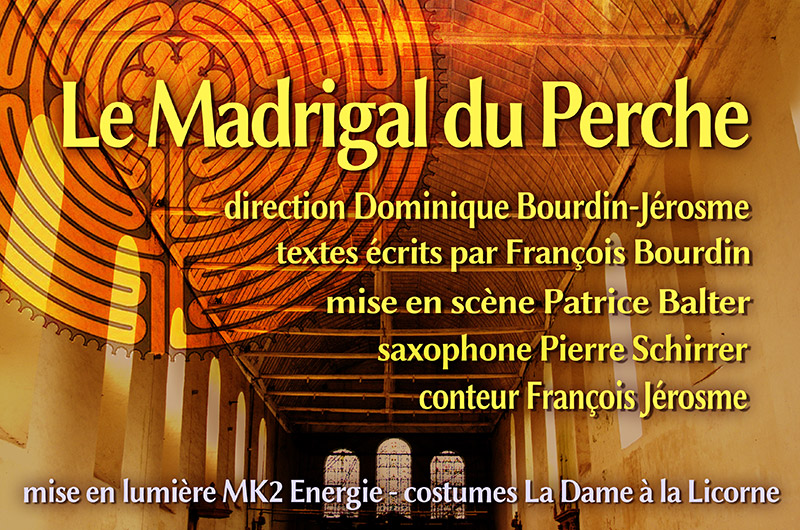 Le Madrigal du Perche
direction Dominique Bourdin-Jérosme
textes écrits par François Bourdin
mise en scène Patrice Balter
saxophone Pierre Schirrer
conteur François Jérosme
mise en lumière MK2 Energie - costumes La Dame à la Licorne